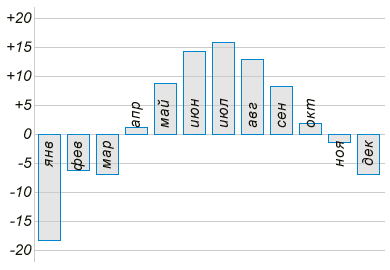 +20
+15
+10
+5
0
-5
-10
-15
-20
янв
фев
мар
апр
май
июн
июл
авг
сен
окт
ноя
дек